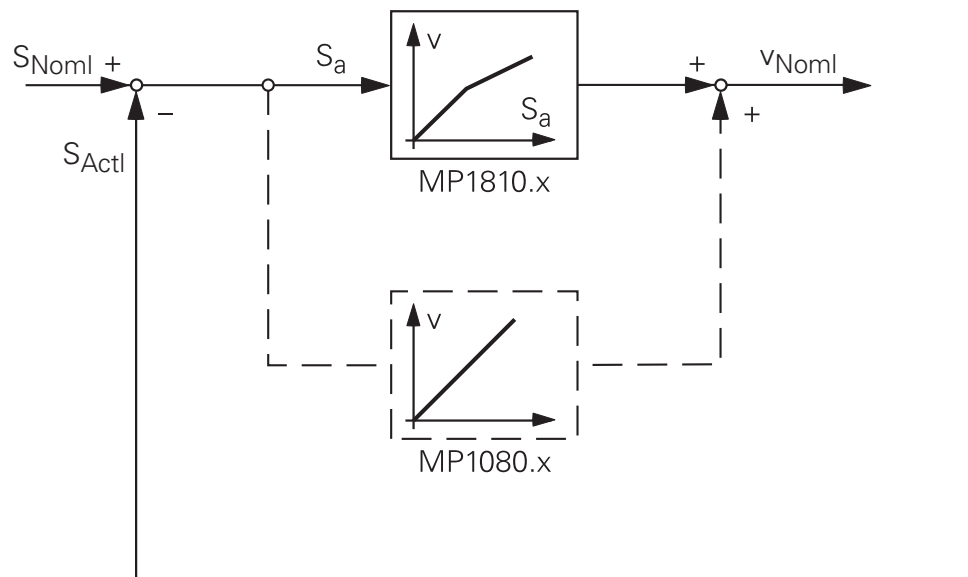 S_Noml + S_a v + v_Noml
S_a
− +
S_Actl
MP1810.x
v
MP1080.x